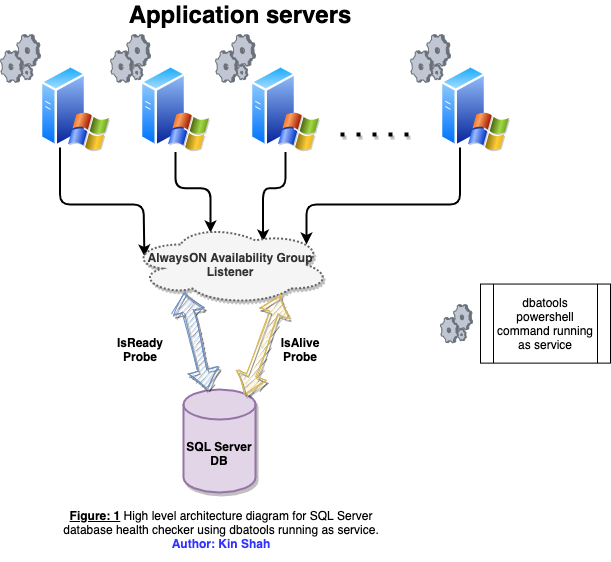 Application servers
AlwaysON Availability Group
Listener
IsReady
Probe
IsAlive
Probe
dbatools
powershell
command running
as service
SQL Server
DB
Figure: 1 High level architecture diagram for SQL Server
database health checker using dbatools running as service.
Author: Kin Shah